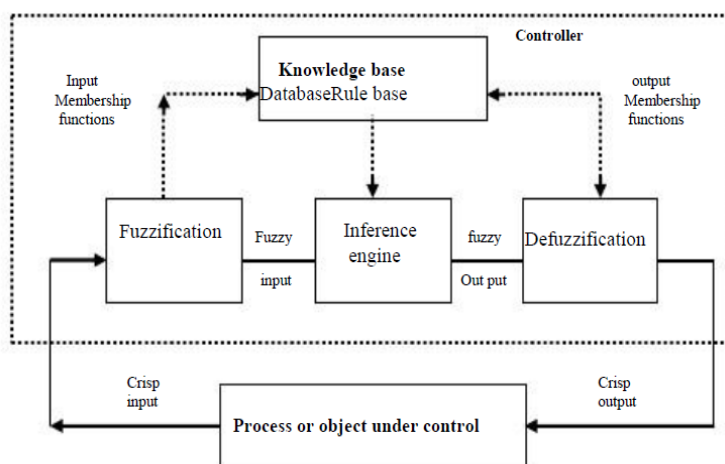 Controller
Input
Membership
functions
Knowledge base
DatabaseRule base
output
Membership
functions
Fuzzification
Fuzzy
input
Inference
engine
fuzzy
Out put
Defuzzification
Crisp
input
Process or object under control
Crisp
output